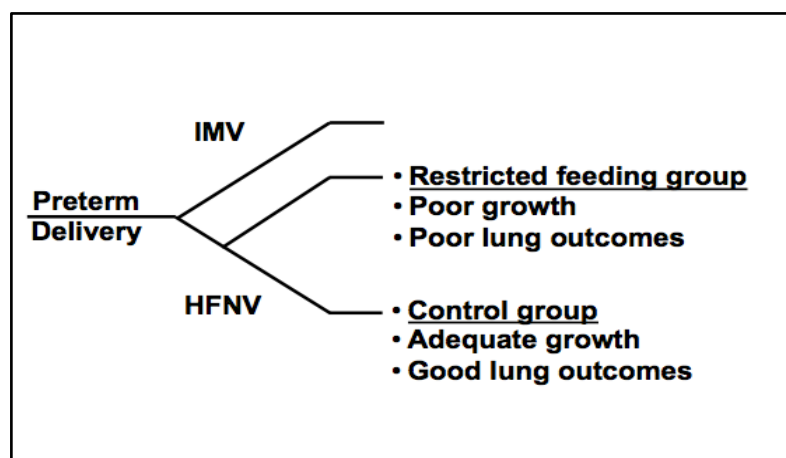 IMV
Preterm
Delivery
HFNV
• Restricted feeding group
• Poor growth
• Poor lung outcomes
• Control group
• Adequate growth
• Good lung outcomes